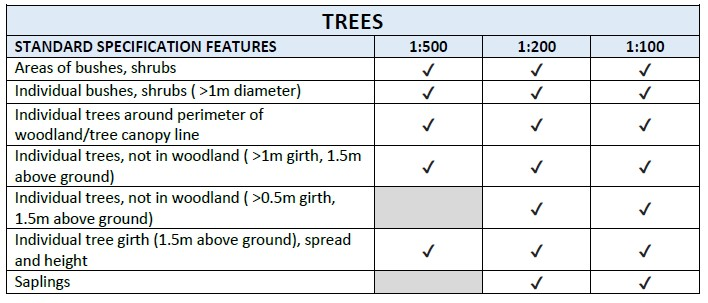 TREES
STANDARD SPECIFICATION FEATURES 1:500 1:200 1:100
Areas of bushes, shrubs ✓ ✓ ✓
Individual bushes, shrubs ( >1m diameter) ✓ ✓ ✓
Individual trees around perimeter of
woodland/tree canopy line ✓ ✓ ✓
Individual trees, not in woodland ( >1m girth, 1.5m
above ground) ✓ ✓ ✓
Individual trees, not in woodland ( >0.5m girth,
1.5m above ground) ✓ ✓
Individual tree girth (1.5m above ground), spread
and height ✓ ✓ ✓
Saplings ✓ ✓